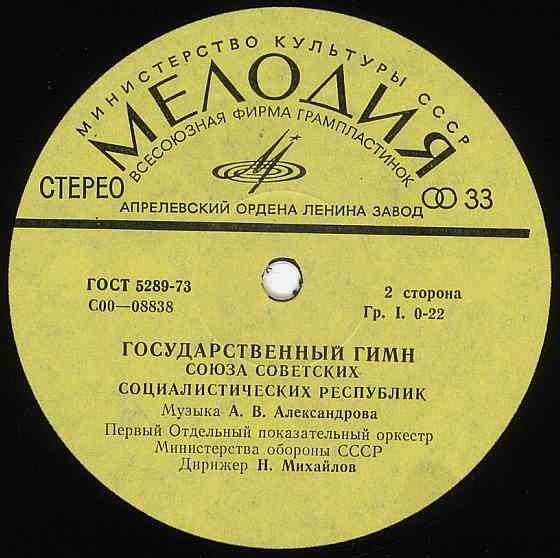 МИНИСТЕРСТВО КУЛЬТУРЫ СССР
МЕЛОДИЯ
ВСЕСОЮЗНАЯ ФИРМА ГРАМПЛАСТИНОК
СТЕРЕО
33
АПРЕЛЕВСКИЙ ОРДЕНА ЛЕНИНА ЗАВОД
ГОСТ 5289-73
С00—08838
2 сторона
Гр. I. 0-22
ГОСУДАРСТВЕННЫЙ ГИМН
СОЮЗА СОВЕТСКИХ
СОЦИАЛИСТИЧЕСКИХ РЕСПУБЛИК
Музыка А. В. Александрова
Первый Отдельный показательный оркестр
Министерства обороны СССР
Дирижер Н. Михайлов